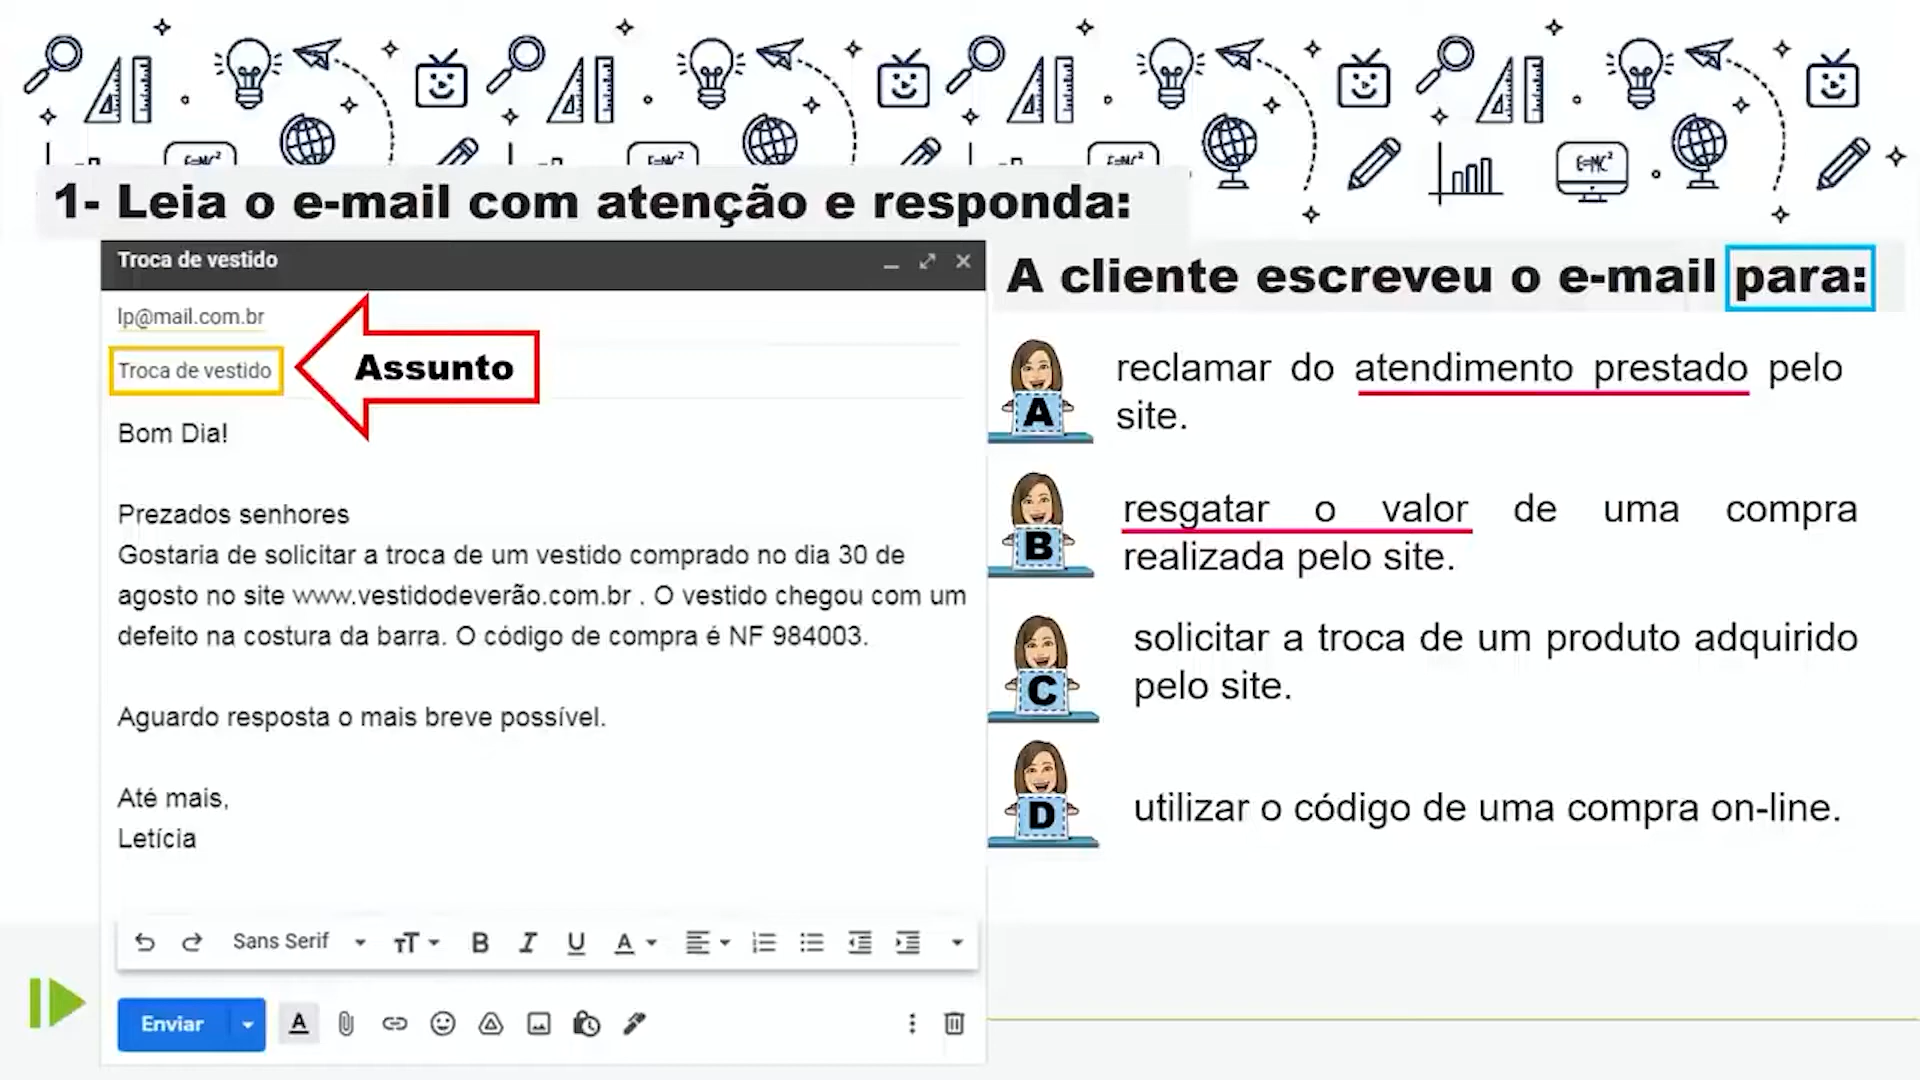 E=MC²
E=MC²
E=MC²
E=MC²
1- Leia o e-mail com atenção e responda:
Troca de vestido
lp@mail.com.br
Troca de vestido
Assunto
Bom Dia!
Prezados senhores
Gostaria de solicitar a troca de um vestido comprado no dia 30 de
agosto no site www.vestidodeverão.com.br . O vestido chegou com um
defeito na costura da barra. O código de compra é NF 984003.
Aguardo resposta o mais breve possível.
Até mais,
Letícia
Sans Serif
Enviar
A cliente escreveu o e-mail para:
A
reclamar do atendimento prestado pelo
site.
B
resgatar o valor de uma compra
realizada pelo site.
C
solicitar a troca de um produto adquirido
pelo site.
D
utilizar o código de uma compra on-line.